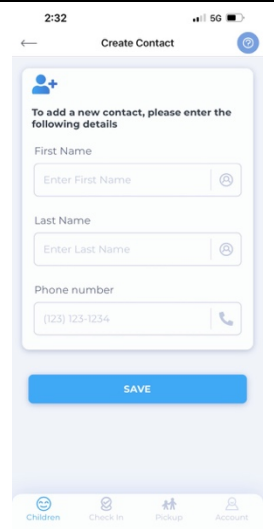 2:32
5G
Create Contact
To add a new contact, please enter the
following details
First Name
Enter First Name
Last Name
Enter Last Name
Phone number
(123) 123-1234
SAVE
Children Check In Pickup Account